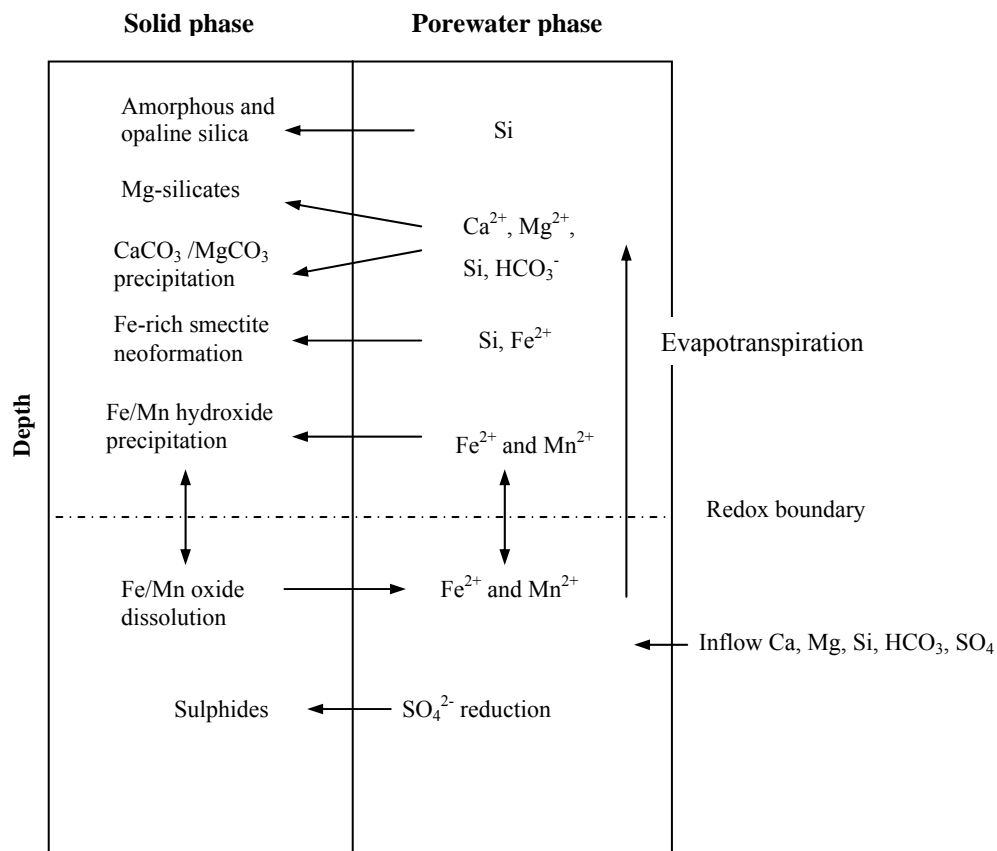 Solid phase
Porewater phase
Amorphous and
opaline silica
Si
Mg-silicates
Ca²⁺, Mg²⁺,
Si, HCO₃⁻
CaCO₃ /MgCO₃
precipitation
Fe-rich smectite
neoformation
Si, Fe²⁺
Evapotranspiration
Depth
Fe/Mn hydroxide
precipitation
Fe²⁺ and Mn²⁺
Redox boundary
Fe/Mn oxide
dissolution
Fe²⁺ and Mn²⁺
Inflow Ca, Mg, Si, HCO₃, SO₄
Sulphides
SO₄²⁻ reduction